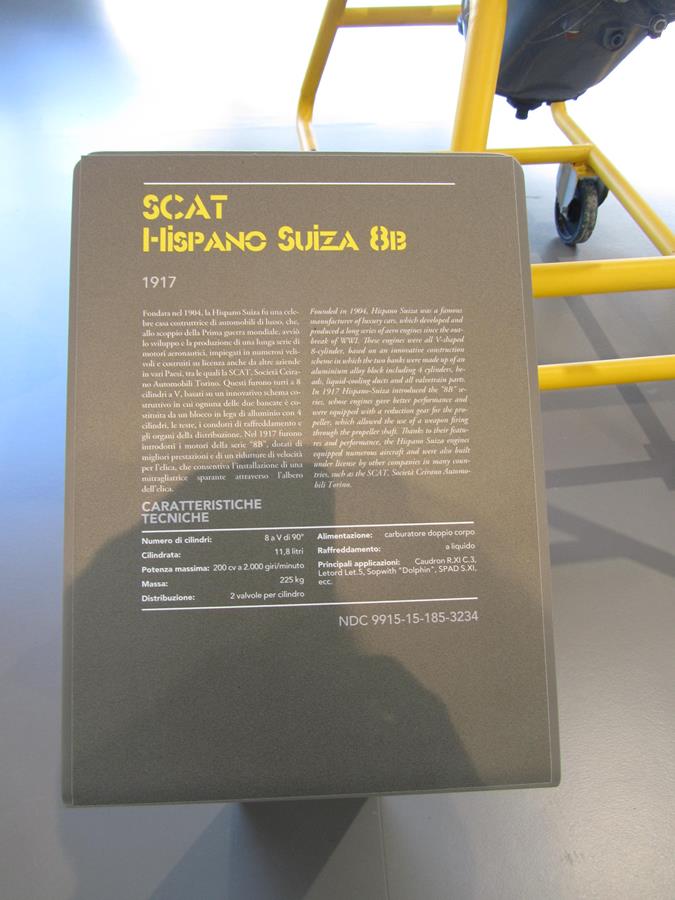 SCAT
Hispano Suiza 8B
1917
Fondata nel 1904, la Hispano Suiza fu una cele-
bre casa costruttrice di automobili di lusso, che,
allo scoppio della Prima guerra mondiale, avviò
lo sviluppo e la produzione di una lunga serie di
motori aeronautici, impiegati in numerosi veli-
voli e costruiti su licenza anche da altre aziende
in vari Paesi, tra le quali la SCAT, Società Ceira-
no Automobili Torino. Questi furono tutti a 8
cilindri a V, basati su un innovativo schema co-
struttivo in cui ognuna delle due bancate è co-
stituita da un blocco in lega di alluminio con 4
cilindri, le teste, i condotti di raffreddamento e
gli organi della distribuzione. Nel 1917 furono
introdotti i motori della serie "8B", dotati di
migliori prestazioni e di un riduttore di velocità
per l'elica, che consentiva l'installazione di una
mitragliatrice sparante attraverso l'albero
dell'elica.
Founded in 1904, Hispano Suiza was a famous
manufacturer of luxury cars, which developed and
produced a long series of aero engines since the out-
break of WWI. These engines were all V-shaped
8-cylinder, based on an innovative construction
scheme in which the two banks were made up of an
aluminium alloy block including 4 cylinders, he-
ads, liquid-cooling ducts and all valvetrain parts.
In 1917 Hispano-Suiza introduced the "8B" se-
ries, whose engines gave better performance and
were equipped with a reduction gear for the pro-
peller, which allowed the use of a weapon firing
through the propeller shaft. Thanks to their featu-
res and performance, the Hispano Suiza engines
equipped numerous aircraft and were also built
under license by other companies in many coun-
tries, such as the SCAT, Società Ceirano Automo-
bili Torino.
CARATTERISTICHE
TECNICHE
Numero di cilindri: 8 a V di 90°
Cilindrata: 11,8 litri
Potenza massima: 200 cv a 2.000 giri/minuto
Massa: 225 kg
Distribuzione: 2 valvole per cilindro
Alimentazione: carburatore doppio corpo
Raffreddamento: a liquido
Principali applicazioni: Caudron R.XI C.3,
Letord Let.5, Sopwith "Dolphin", SPAD S.XI,
ecc.
NDC 9915-15-185-3234